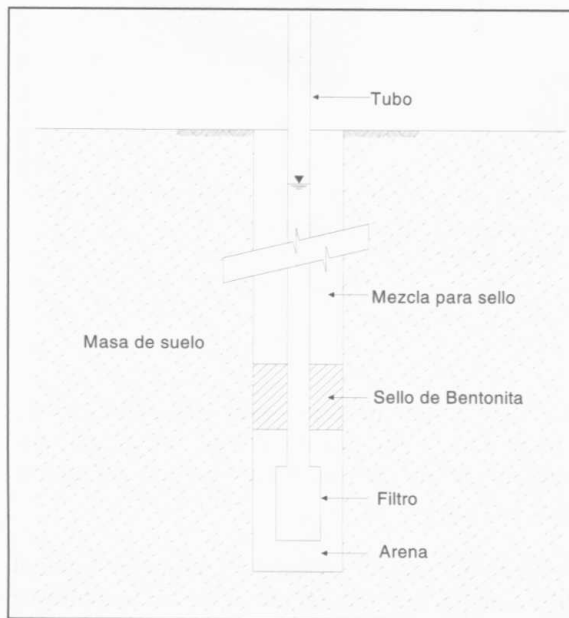 Tubo
Mezcla para sello
Masa de suelo
Sello de Bentonita
Filtro
Arena